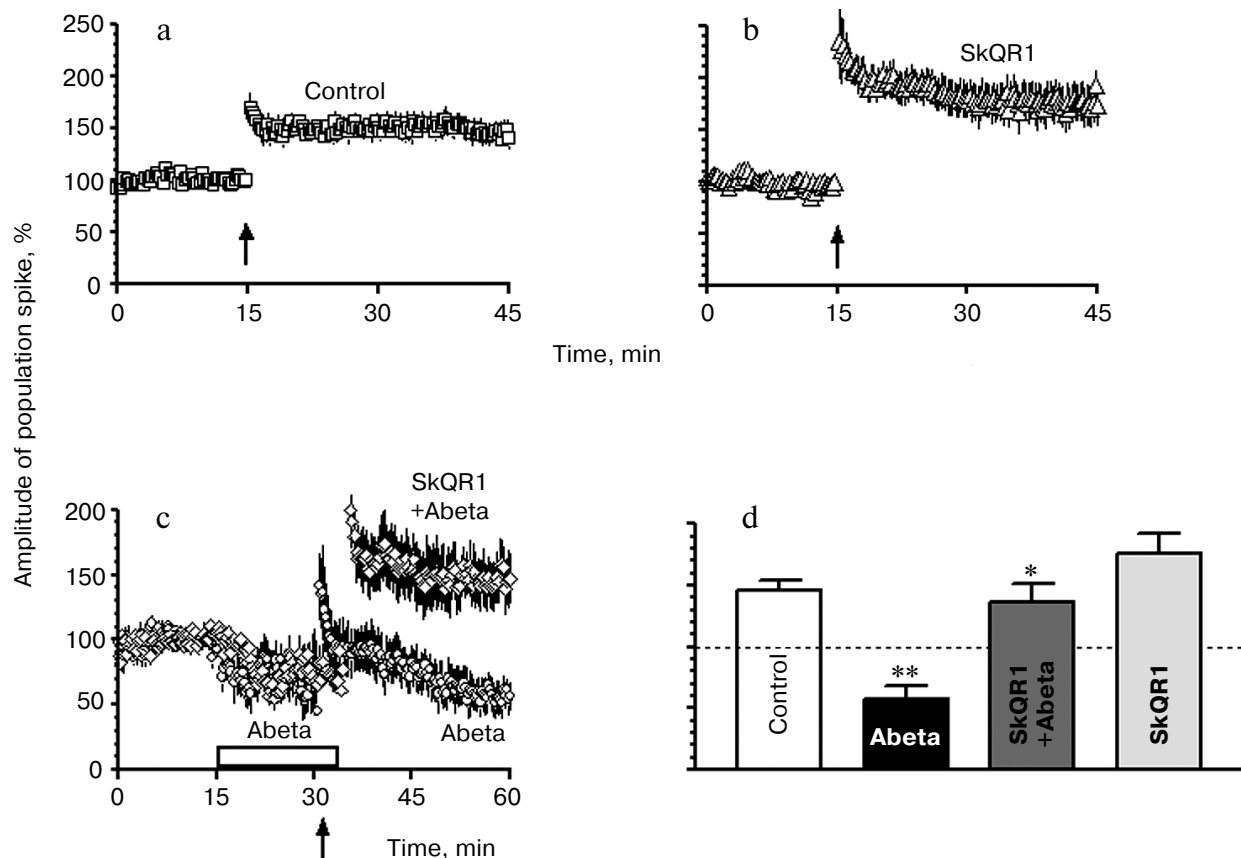 Amplitude of population spike, %
a
Control
250
200
150
100
50
0
0 15 30 45
b
SkQR1
0 15 30 45
Time, min
c
SkQR1
+Abeta
200
150
100
50
0
Abeta
Abeta
0 15 30 45 60
Time, min
d
Control
**
Abeta
*
SkQR1
+Abeta
SkQR1